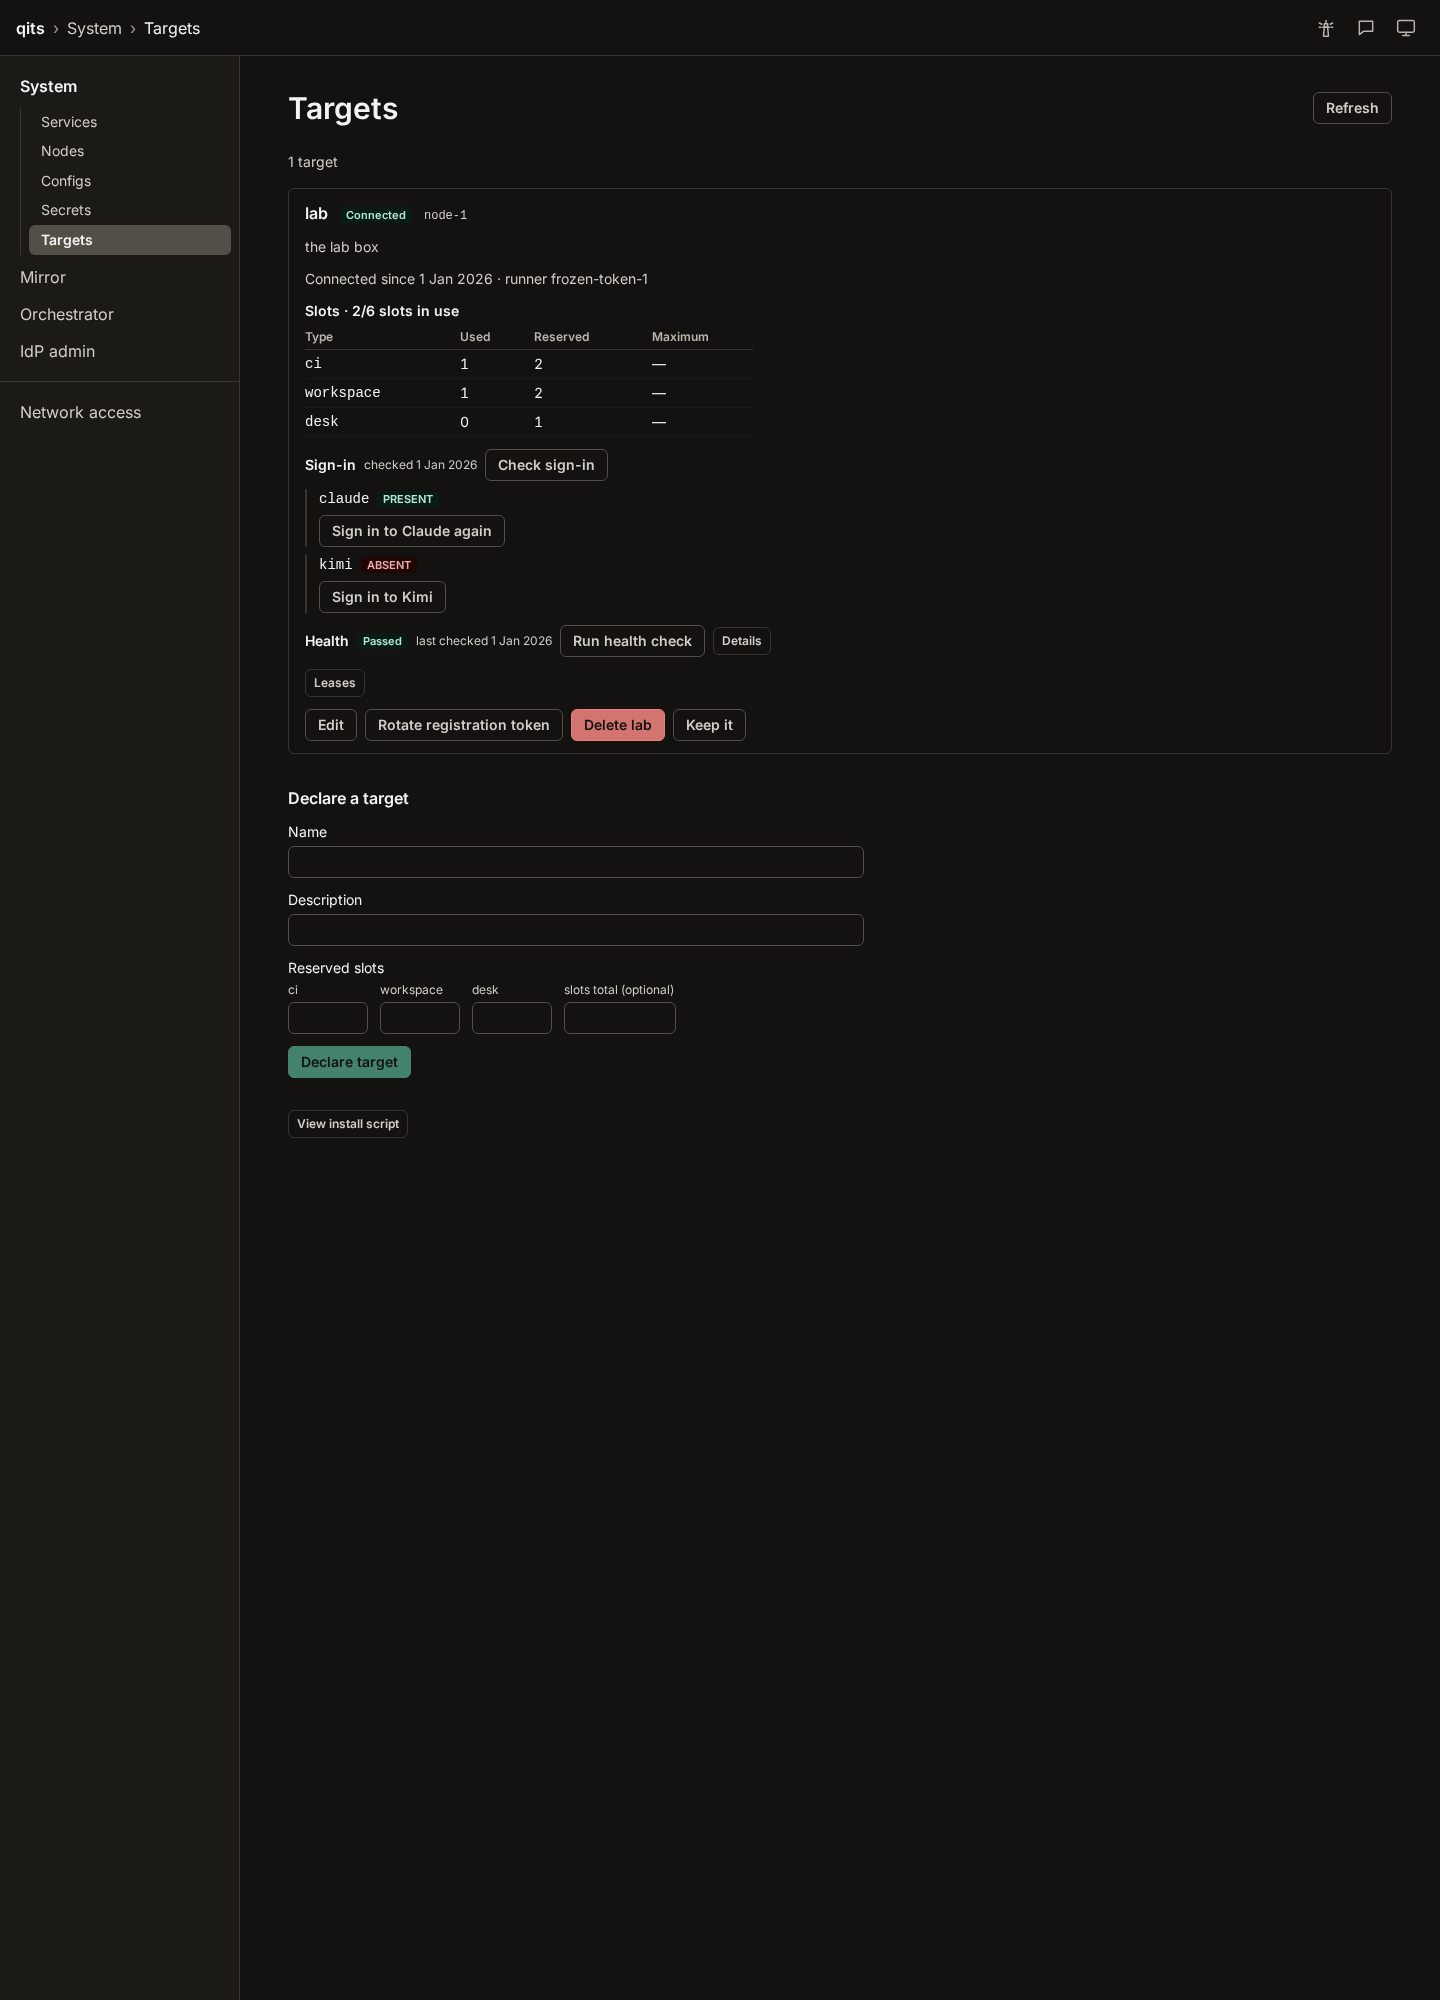 qits › System › Targets
System
Services
Nodes
Configs
Secrets
Targets
Mirror
Orchestrator
IdP admin
Network access
Targets
Refresh
1 target
lab Connected node-1
the lab box
Connected since 1 Jan 2026 · runner frozen-token-1
Slots · 2/6 slots in use
Type Used Reserved Maximum
ci 1 2 —
workspace 1 2 —
desk 0 1 —
Sign-in checked 1 Jan 2026 Check sign-in
claude PRESENT
Sign in to Claude again
kimi ABSENT
Sign in to Kimi
Health Passed last checked 1 Jan 2026 Run health check Details
Leases
Edit Rotate registration token Delete lab Keep it
Declare a target
Name
Description
Reserved slots
ci workspace desk slots total (optional)
Declare target
View install script